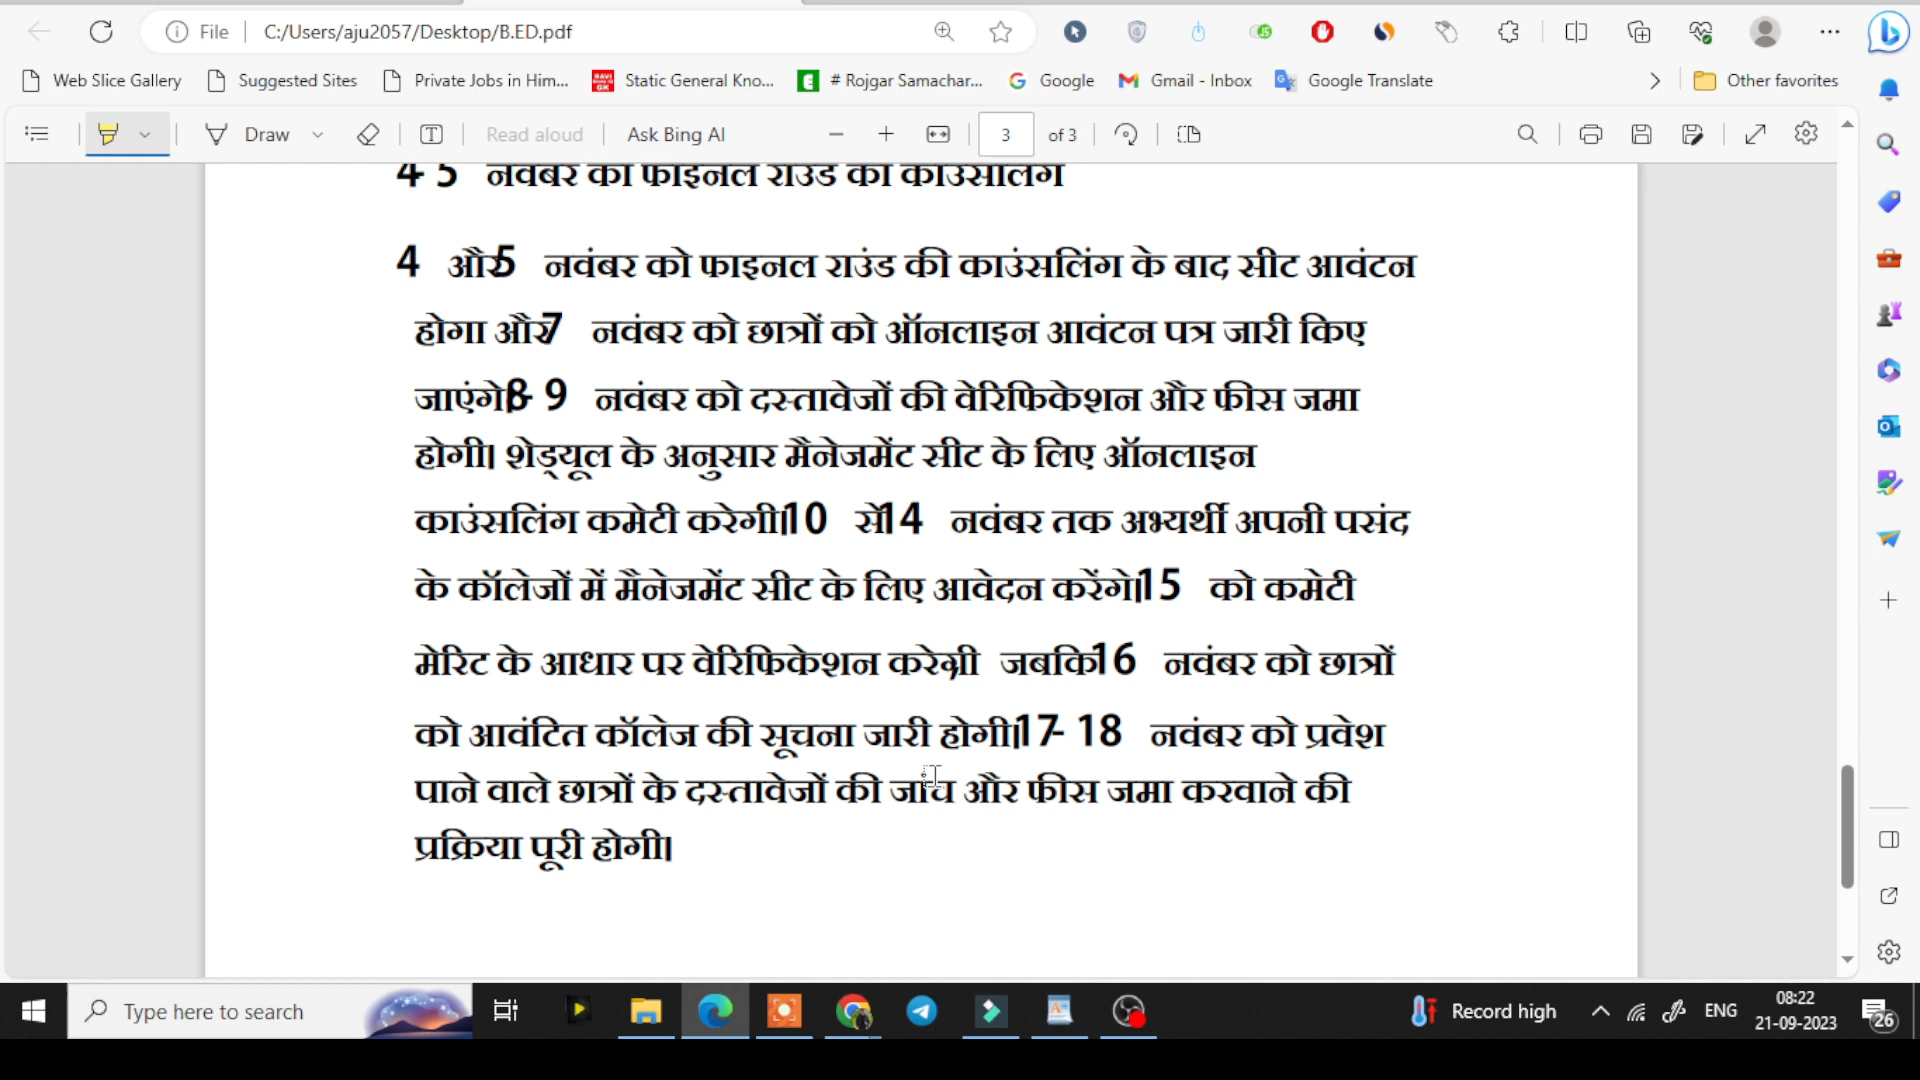 File
C:/Users/aju2057/Desktop/B.ED.pdf
Web Slice Gallery
Suggested Sites
Private Jobs in Him...
Static General Kno...
# Rojgar Samachar...
Google
Gmail - Inbox
Google Translate
Other favorites
Draw
Read aloud
Ask Bing AI
3
of 3
4-5 नवंबर को फाइनल राउंड की काउंसलिंग
4 और 5 नवंबर को फाइनल राउंड की काउंसलिंग के बाद सीट आवंटन
होगा और 7 नवंबर को छात्रों को ऑनलाइन आवंटन पत्र जारी किए
जाएंगे। 8- 9 नवंबर को दस्तावेजों की वेरिफिकेशन और फीस जमा
होगी। शेड्यूल के अनुसार मैनेजमेंट सीट के लिए ऑनलाइन
काउंसलिंग कमेटी करेगी। 10 से 14 नवंबर तक अभ्यर्थी अपनी पसंद
के कॉलेजों में मैनेजमेंट सीट के लिए आवेदन करेंगे। 15 को कमेटी
मेरिट के आधार पर वेरिफिकेशन करेगी, जबकि 16 नवंबर को छात्रों
को आवंटित कॉलेज की सूचना जारी होगी। 17- 18 नवंबर को प्रवेश
पाने वाले छात्रों के दस्तावेजों की जांच और फीस जमा करवाने की
प्रक्रिया पूरी होगी।
Type here to search
Record high
ENG
08:22
21-09-2023
26